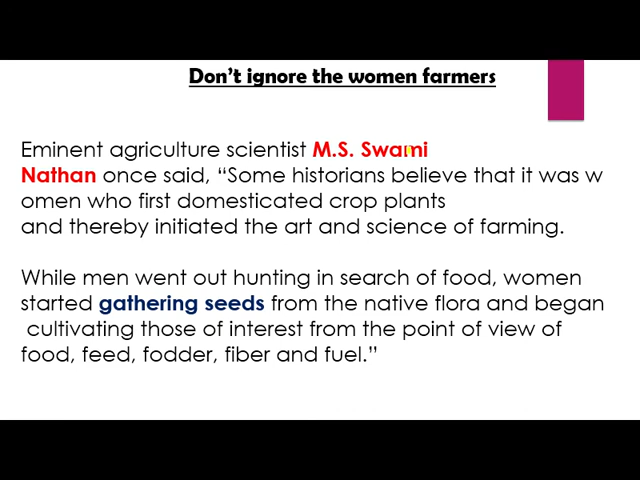 Don't ignore the women farmers
Eminent agriculture scientist M.S. Swami
Nathan once said, “Some historians believe that it was w
omen who first domesticated crop plants
and thereby initiated the art and science of farming.
While men went out hunting in search of food, women
started gathering seeds from the native flora and began
cultivating those of interest from the point of view of
food, feed, fodder, fiber and fuel.”